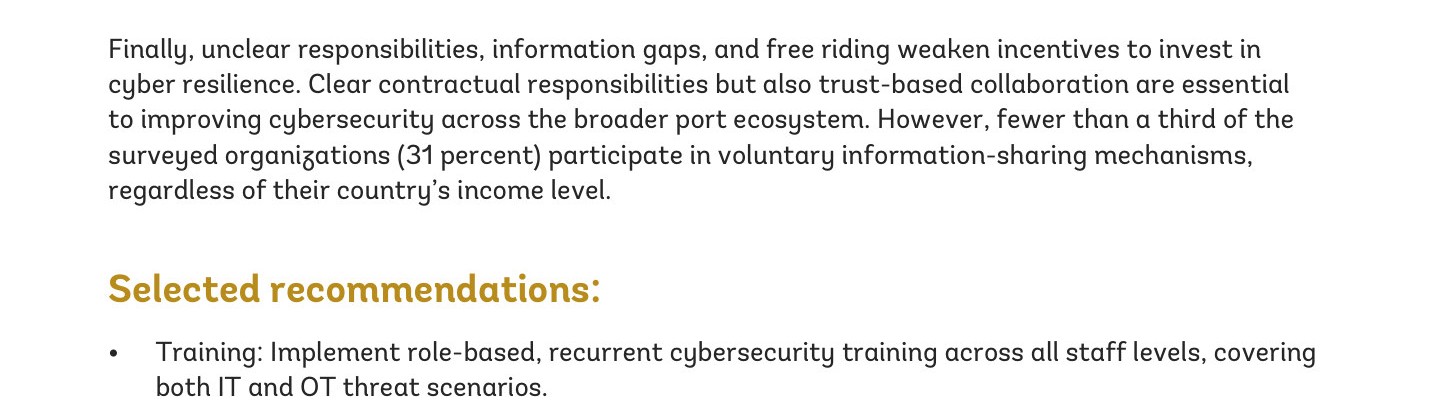 Finally, unclear responsibilities, information gaps, and free riding weaken incentives to invest in
cyber resilience. Clear contractual responsibilities but also trust-based collaboration are essential
to improving cybersecurity across the broader port ecosystem. However, fewer than a third of the
surveyed organizations (31 percent) participate in voluntary information-sharing mechanisms,
regardless of their country’s income level.
Selected recommendations:
• Training: Implement role-based, recurrent cybersecurity training across all staff levels, covering
both IT and OT threat scenarios.